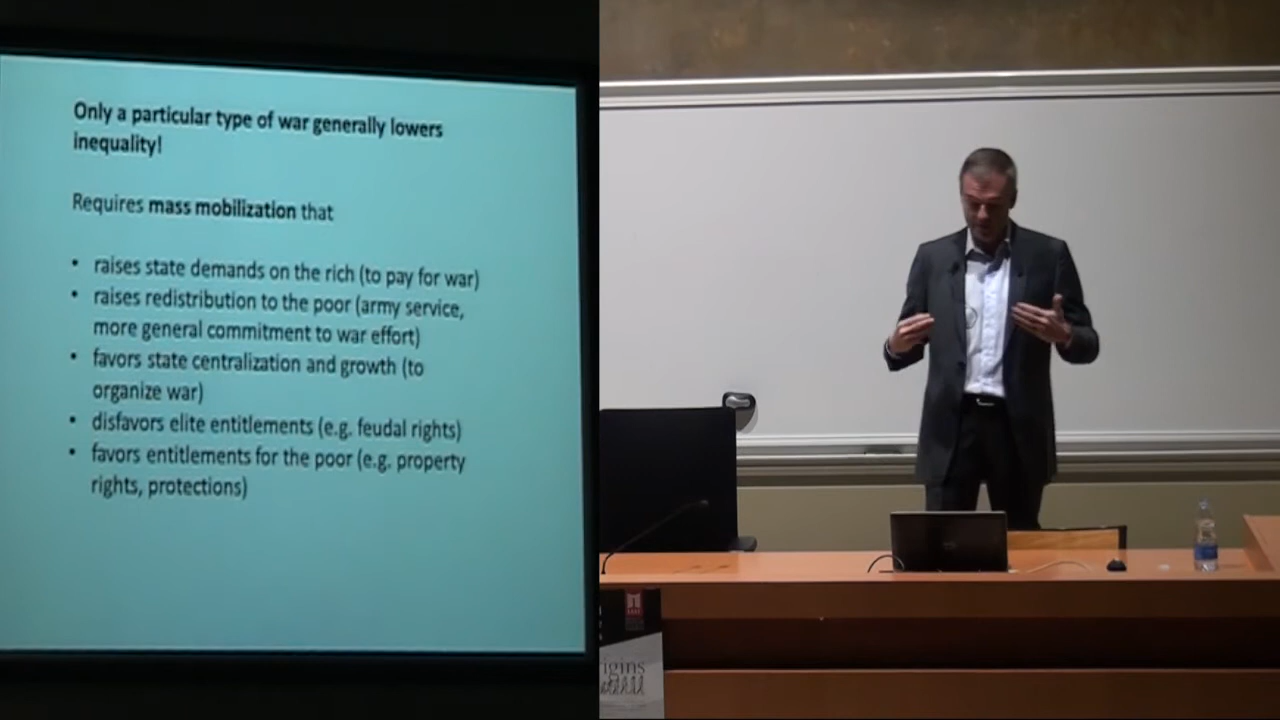 Only a particular type of war generally lowers
inequality!
Requires mass mobilization that
• raises state demands on the rich (to pay for war)
• raises redistribution to the poor (army service,
more general commitment to war effort)
• favors state centralization and growth (to
organize war)
• disfavors elite entitlements (e.g. feudal rights)
• favors entitlements for the poor (e.g. property
rights, protections)
igins